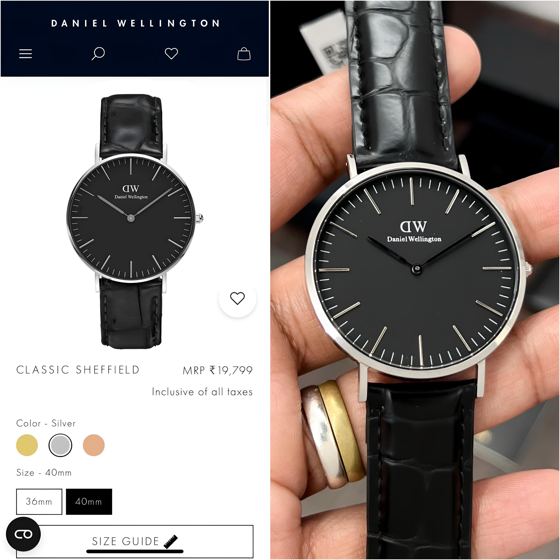 DANIEL WELLINGTON
DW
Daniel Wellington
CLASSIC SHEFFIELD
MRP ₹19,799
Inclusive of all taxes
Color - Silver
Size - 40mm
36mm
40mm
SIZE GUIDE
DW
Daniel Wellington